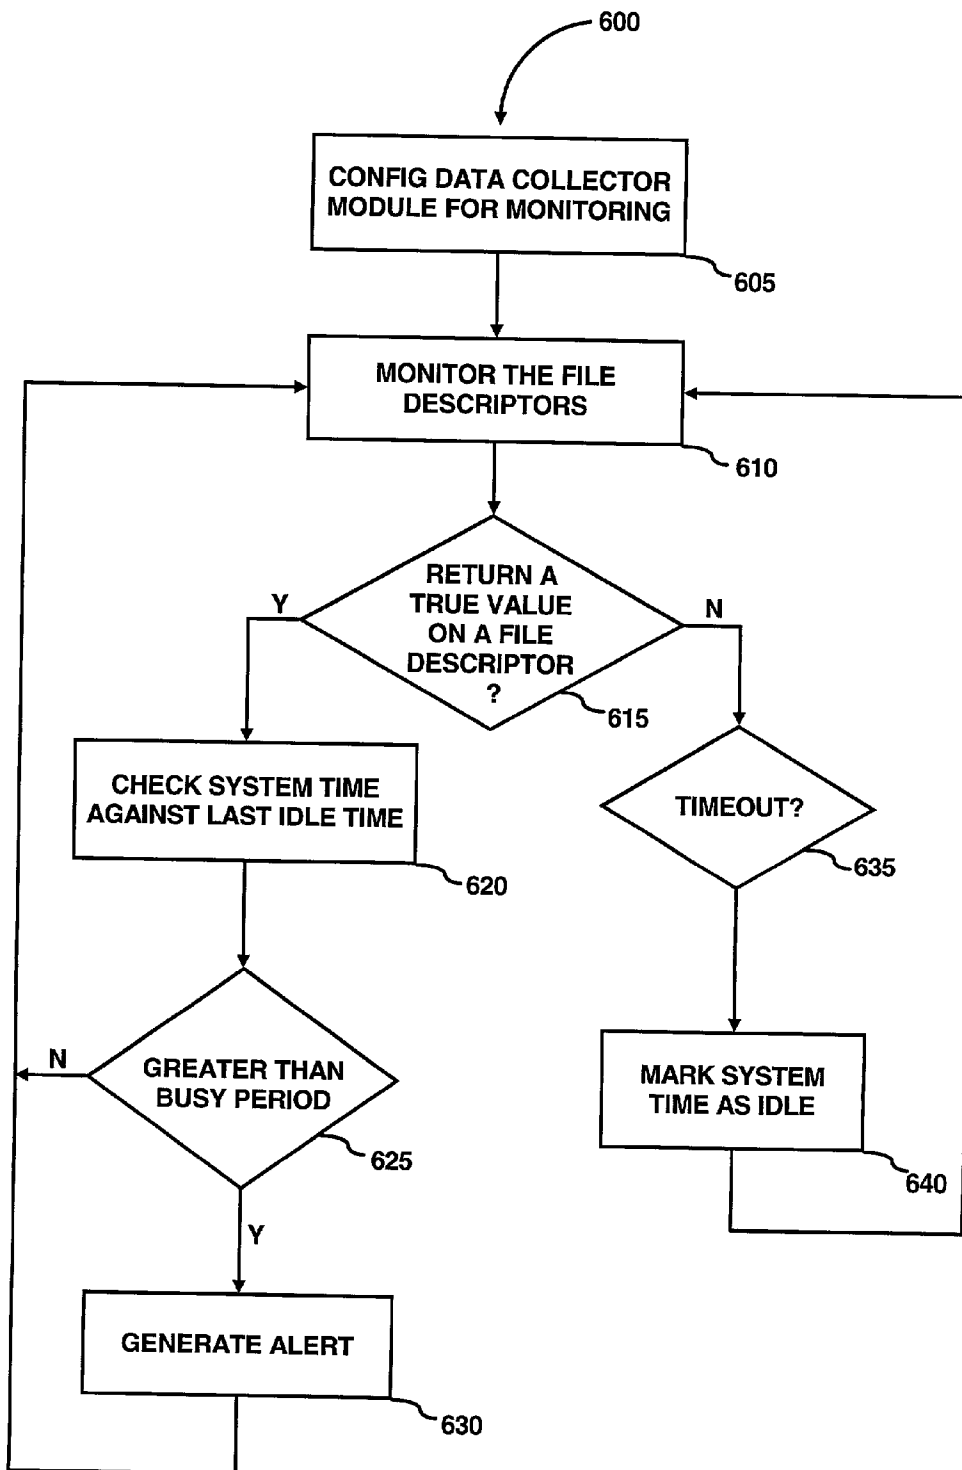 600
CONFIG DATA COLLECTOR
MODULE FOR MONITORING
605
MONITOR THE FILE
DESCRIPTORS
610
RETURN A
TRUE VALUE
ON A FILE
DESCRIPTOR
?
Y
N
615
CHECK SYSTEM TIME
AGAINST LAST IDLE TIME
620
TIMEOUT?
635
GREATER THAN
BUSY PERIOD
N
625
Y
MARK SYSTEM
TIME AS IDLE
640
GENERATE ALERT
630